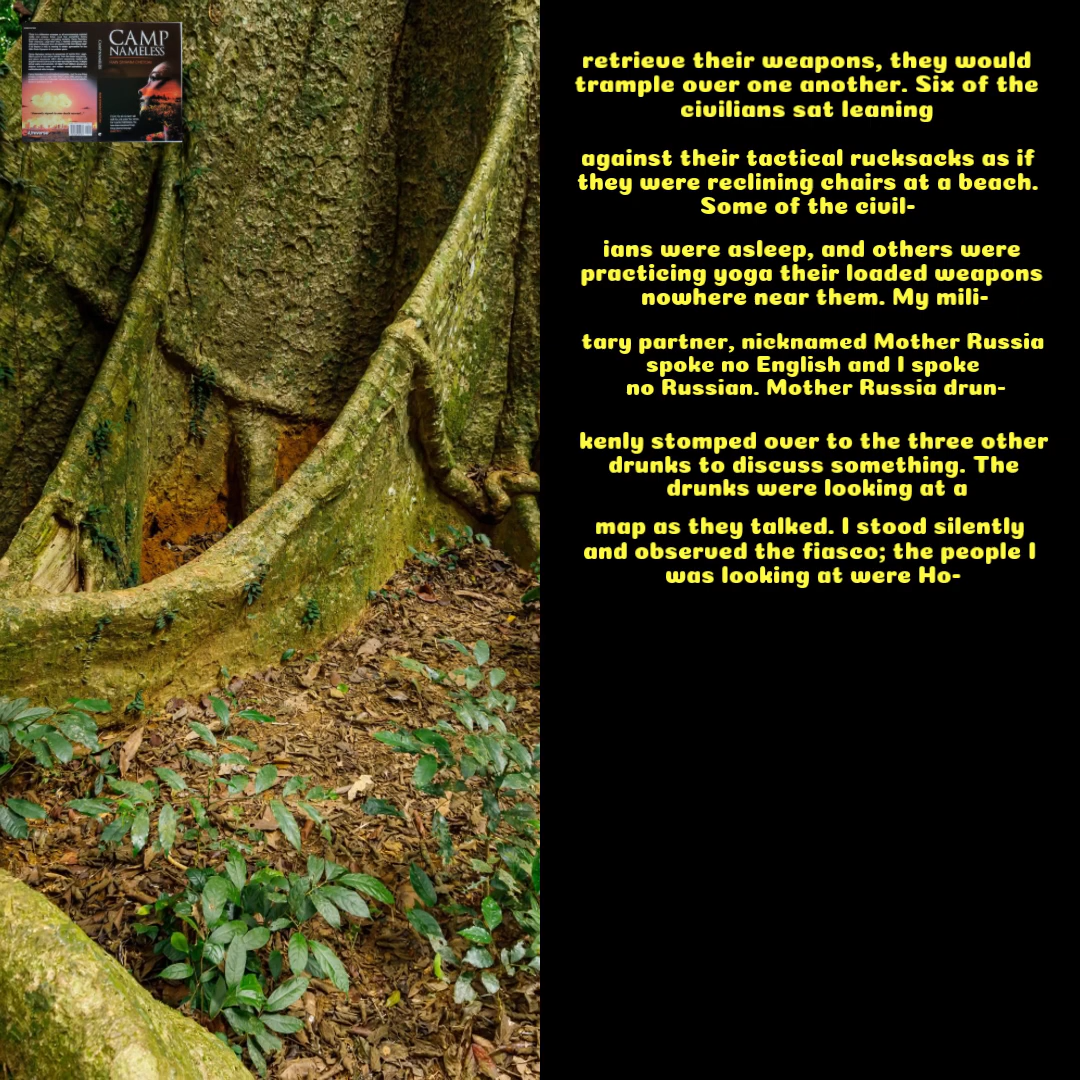 CAMP
NAMELESS
retrieve their weapons, they would
trample over one another. Six of the
civilians sat leaning
against their tactical rucksacks as if
they were reclining chairs at a beach.
Some of the civil-
ians were asleep, and others were
practicing yoga their loaded weapons
nowhere near them. My mili-
tary partner, nicknamed Mother Russia
spoke no English and I spoke
no Russian. Mother Russia drun-
kenly stomped over to the three other
drunks to discuss something. The
drunks were looking at a
map as they talked. I stood silently
and observed the fiasco; the people I
was looking at were Ho-